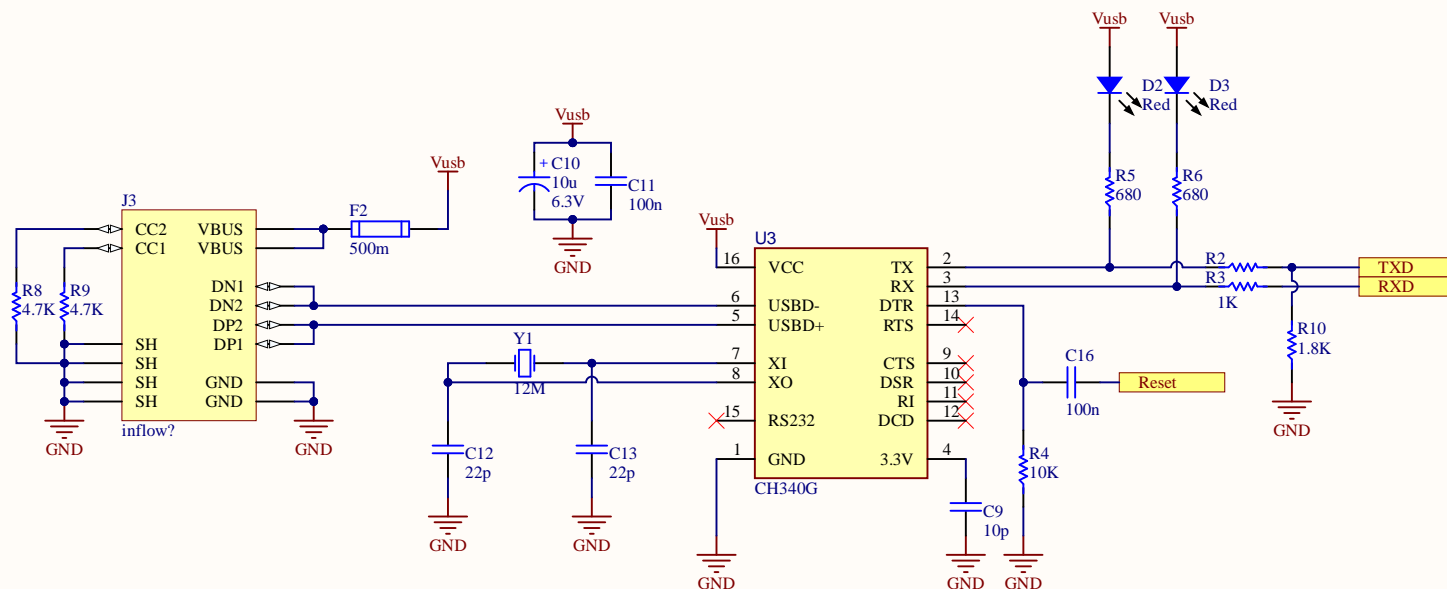 Vusb
Vusb
D2
Red
D3
Red
Vusb
+ C10
10u
6.3V
C11
100n
GND
Vusb
R5
680
R6
680
J3
CC2
CC1
VBUS
VBUS
DN1
DN2
DP2
DP1
SH
SH
SH
SH
GND
GND
inflow?
F2
500m
R8
4.7K
R9
4.7K
GND
GND
Vusb
U3
16
VCC
6
USBD-
5
USBD+
7
XI
8
XO
15
RS232
1
GND
TX
2
RX
3
DTR
13
RTS
14
CTS
9
DSR
10
RI
11
DCD
12
3.3V
4
CH340G
Y1
12M
C12
22p
C13
22p
GND
GND
GND
R2
R3
1K
TXD
RXD
R10
1.8K
GND
C16
100n
Reset
R4
10K
C9
10p
GND
GND